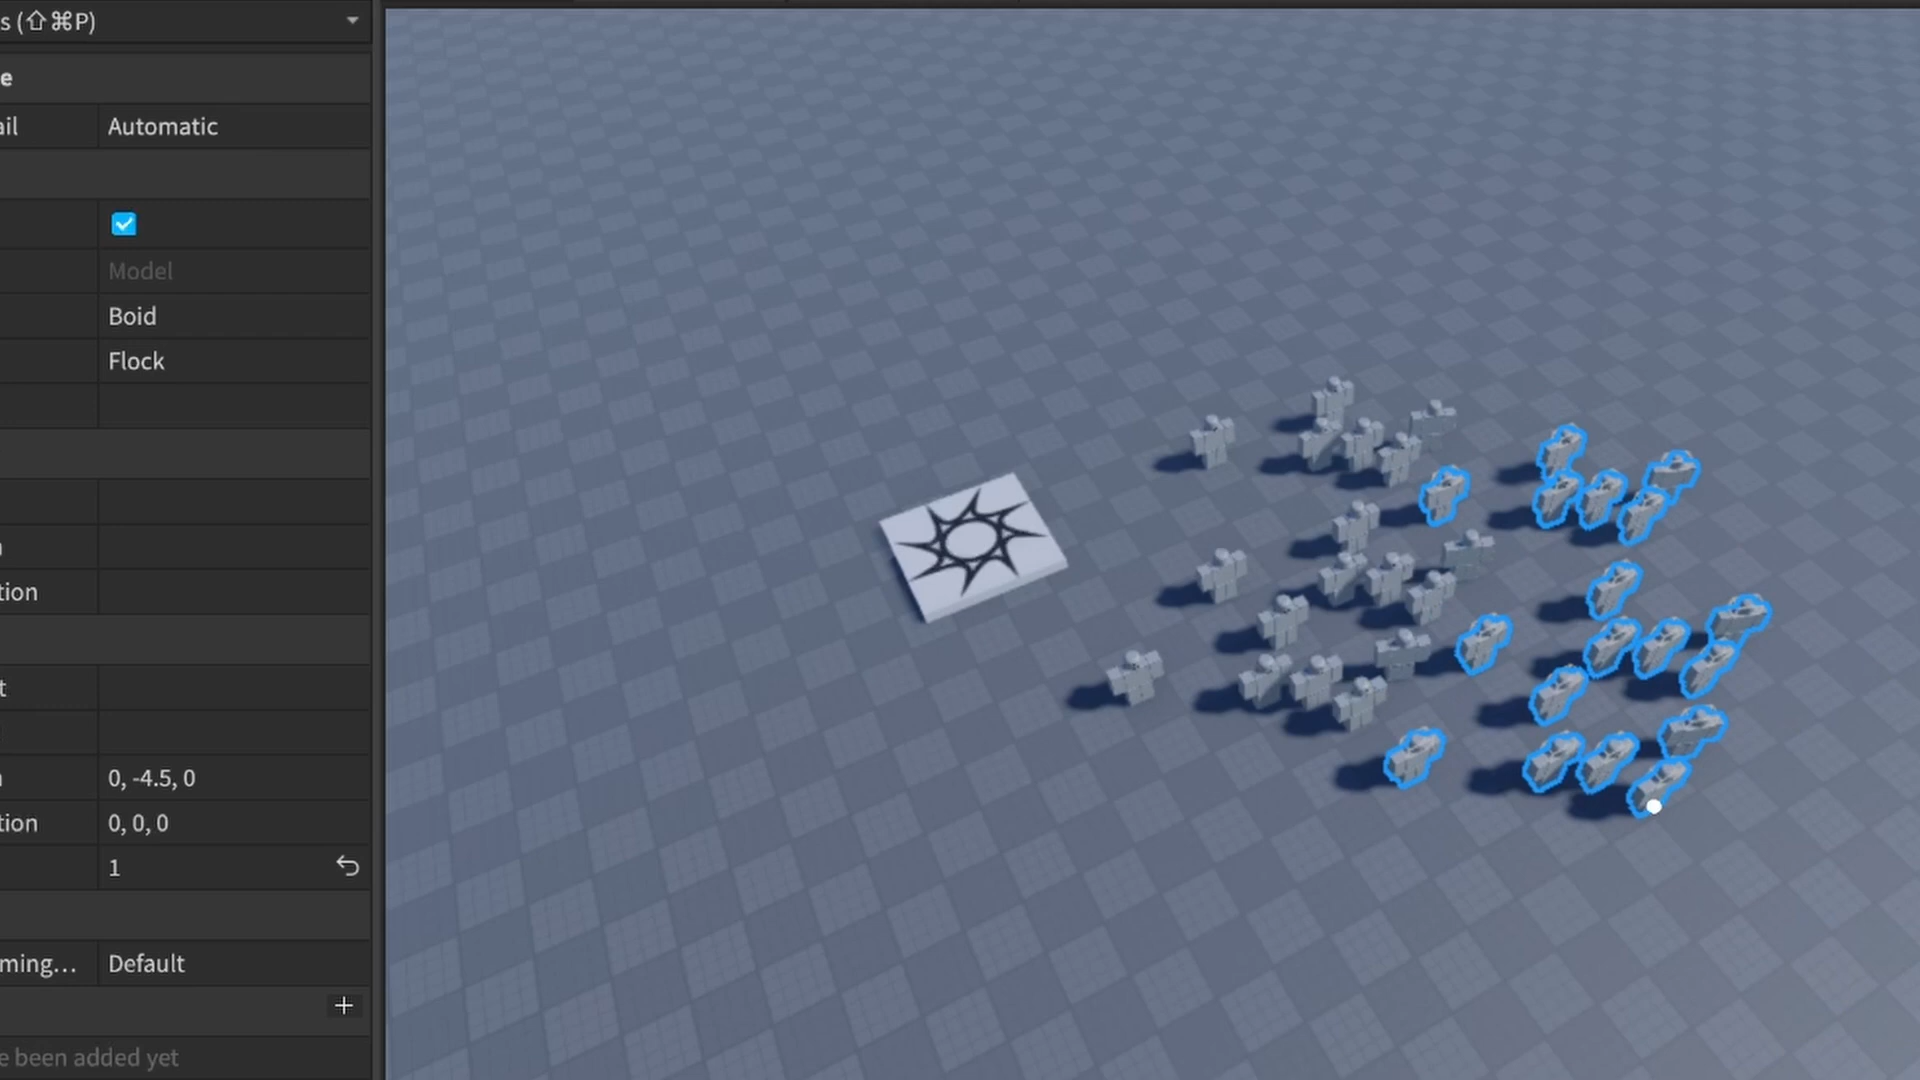 s (⇧⌘P)
e
ail Automatic
Model
Boid
Flock
tion
t
0, -4.5, 0
tion 0, 0, 0
1
ming... Default
+
e been added yet